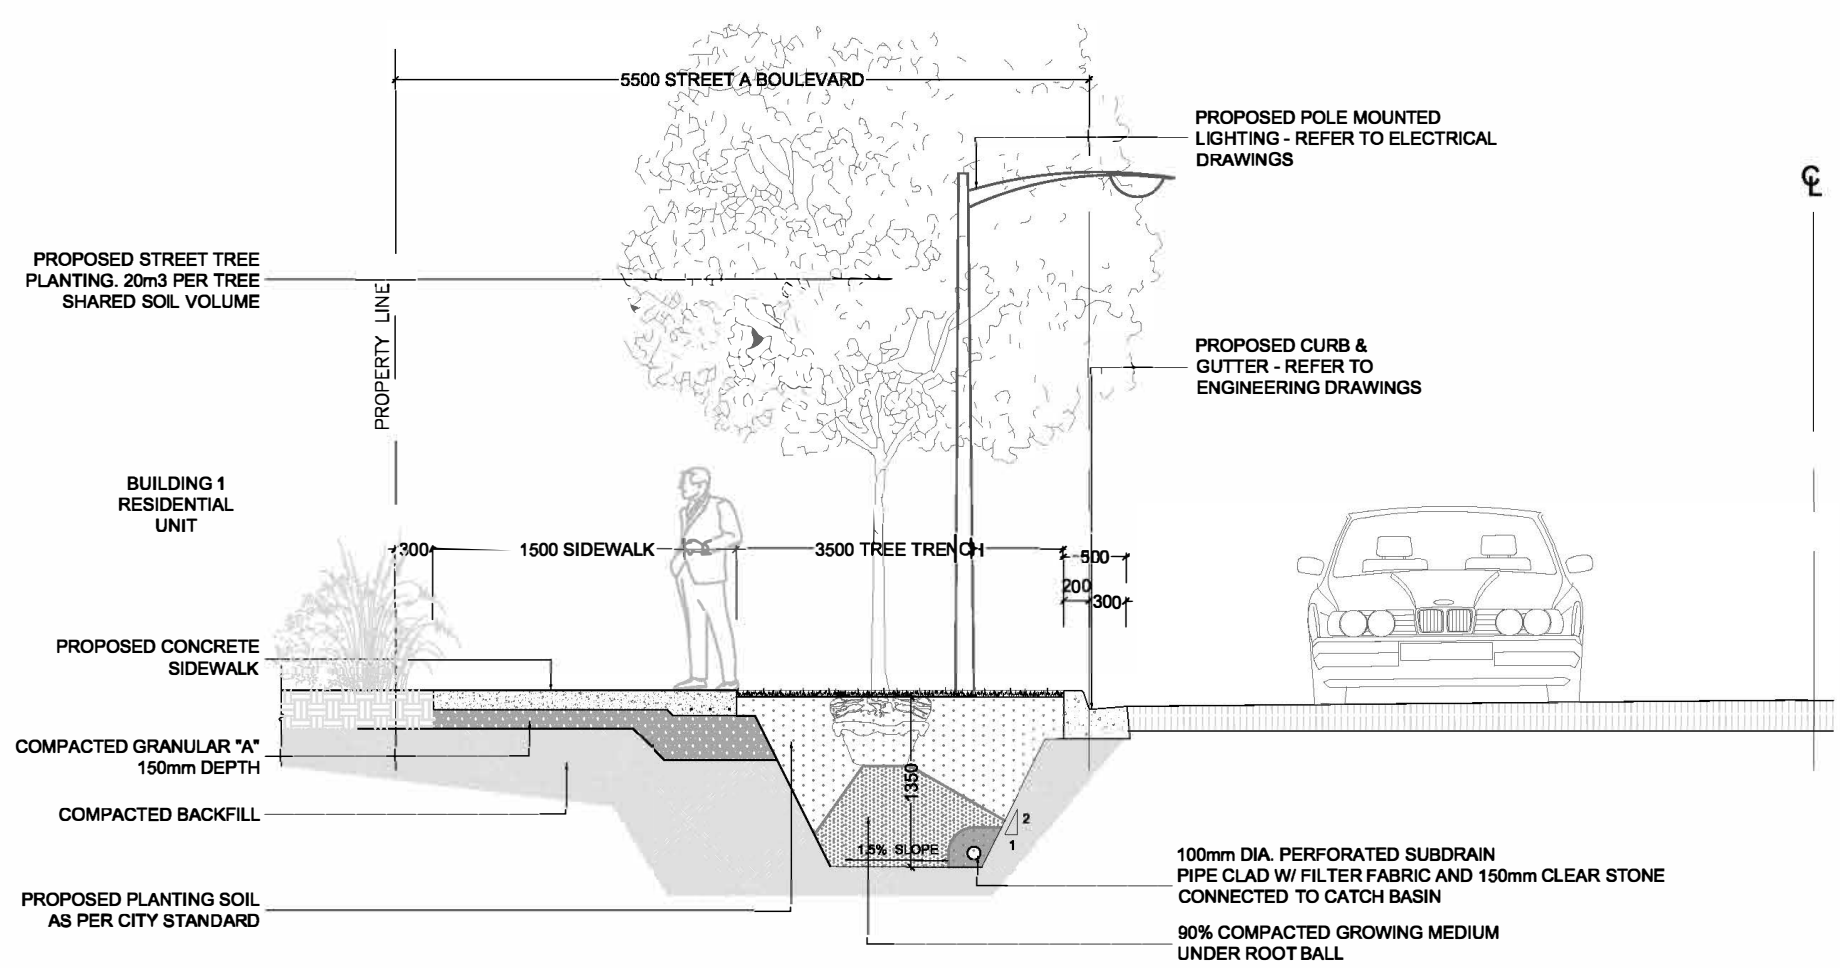 5500 STREET A BOULEVARD
PROPOSED POLE MOUNTED
LIGHTING - REFER TO ELECTRICAL
DRAWINGS
℄
PROPOSED STREET TREE
PLANTING. 20m3 PER TREE
SHARED SOIL VOLUME
PROPERTY LINE
PROPOSED CURB &
GUTTER - REFER TO
ENGINEERING DRAWINGS
BUILDING 1
RESIDENTIAL
UNIT
300
1500 SIDEWALK
3500 TREE TRENCH
500
200
300
PROPOSED CONCRETE
SIDEWALK
COMPACTED GRANULAR "A"
150mm DEPTH
1350
COMPACTED BACKFILL
2
1
1.5% SLOPE
100mm DIA. PERFORATED SUBDRAIN
PIPE CLAD W/ FILTER FABRIC AND 150mm CLEAR STONE
CONNECTED TO CATCH BASIN
PROPOSED PLANTING SOIL
AS PER CITY STANDARD
90% COMPACTED GROWING MEDIUM
UNDER ROOT BALL